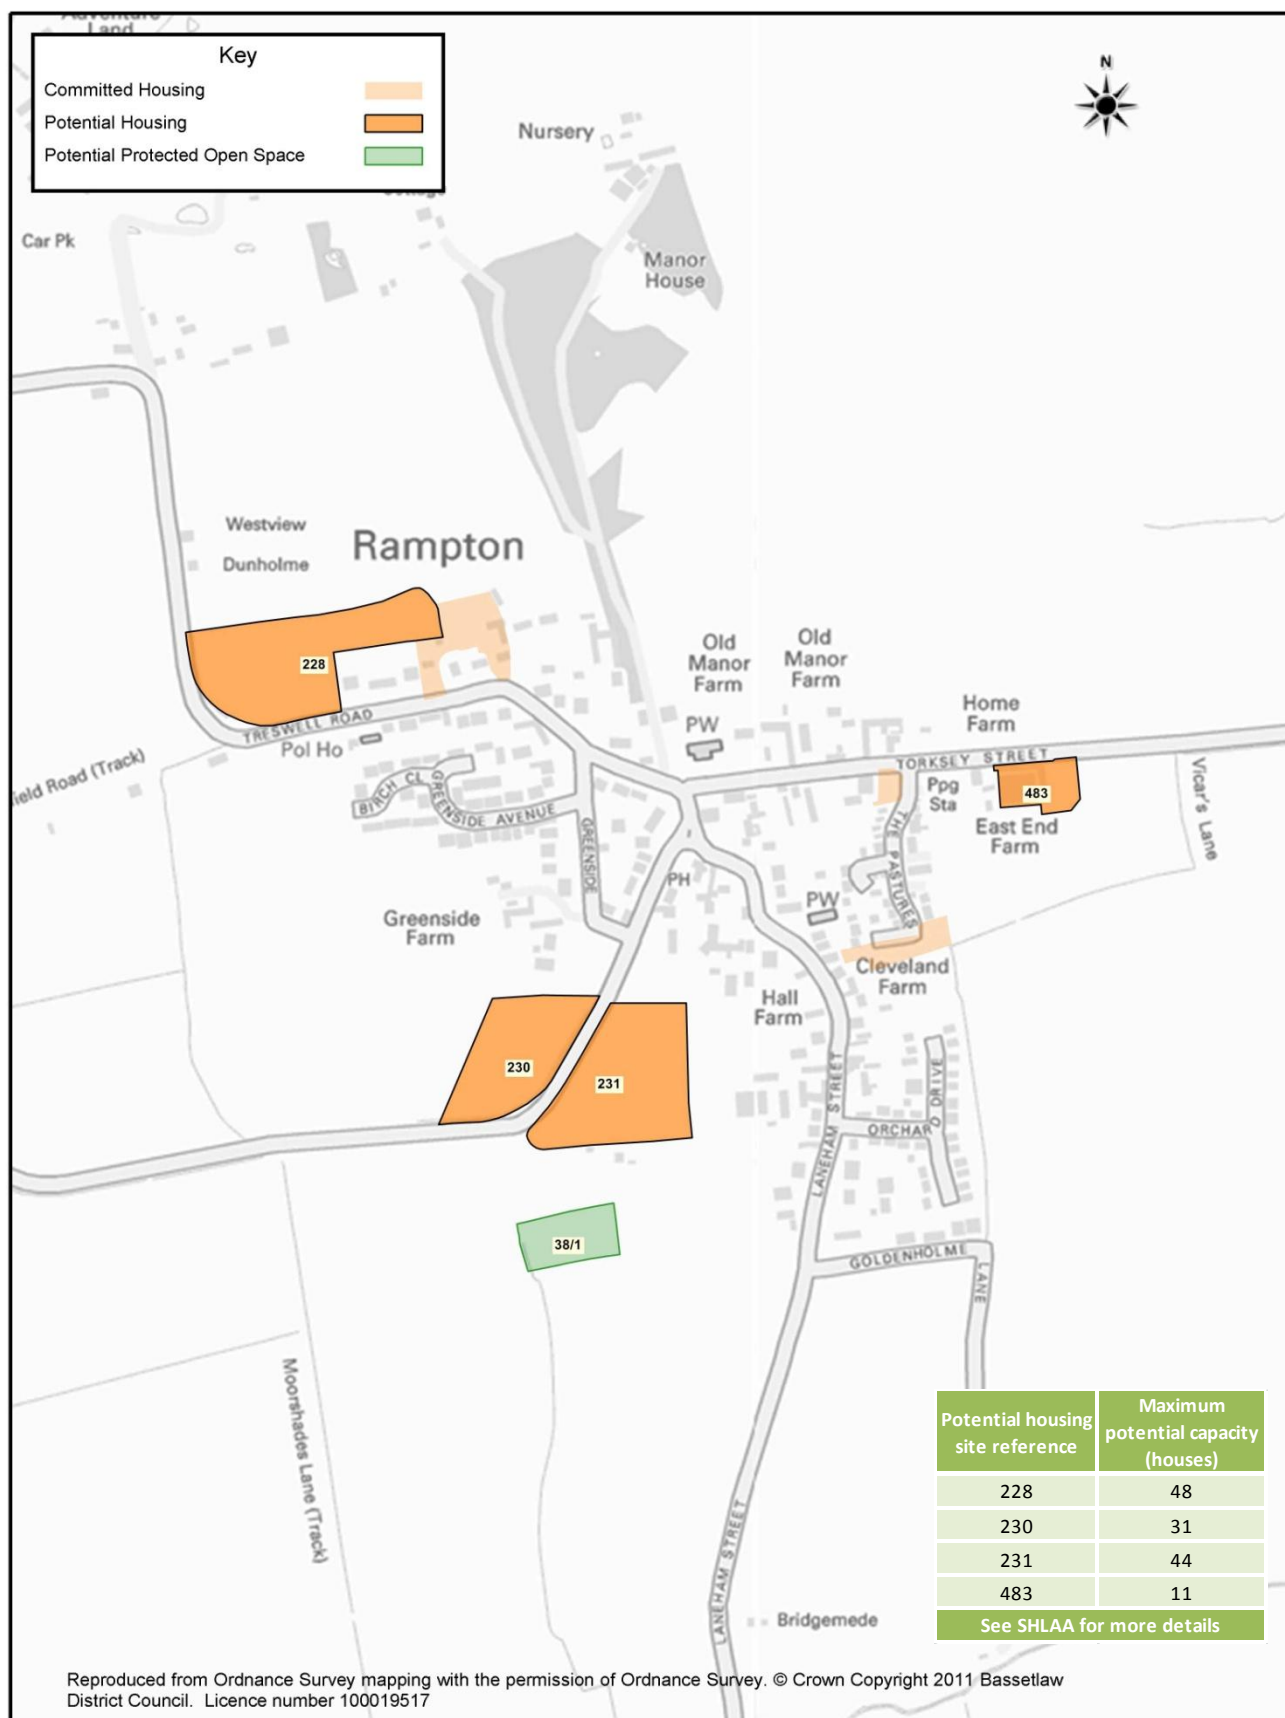 Adventure
Land
Key
Committed Housing
Potential Housing
Potential Protected Open Space
N
Nursery
Cottage
Car Pk
Manor
House
Westview
Dunholme
Rampton
228
Old
Manor
Farm
Old
Manor
Farm
Home
Farm
PW
TRESWELL ROAD
Pol Ho
TORKSEY STREET
Field Road (Track)
BIRCH CL
GREENSIDE AVENUE
GREENSIDE
Ppg
Sta
483
East End
Farm
Vicar's Lane
THE PASTURES
PH
PW
Greenside
Farm
Cleveland
Farm
Hall
Farm
230
231
LANEHAM STREET
ORCHARD DRIVE
LANEHAM STREET
38/1
GOLDENHOLME
LANE
Moorshades Lane (Track)
LANEHAM STREET
Bridgemede
Potential housing
site reference
Maximum
potential capacity
(houses)
228 48
230 31
231 44
483 11
See SHLAA for more details
Reproduced from Ordnance Survey mapping with the permission of Ordnance Survey. © Crown Copyright 2011 Bassetlaw
District Council. Licence number 100019517